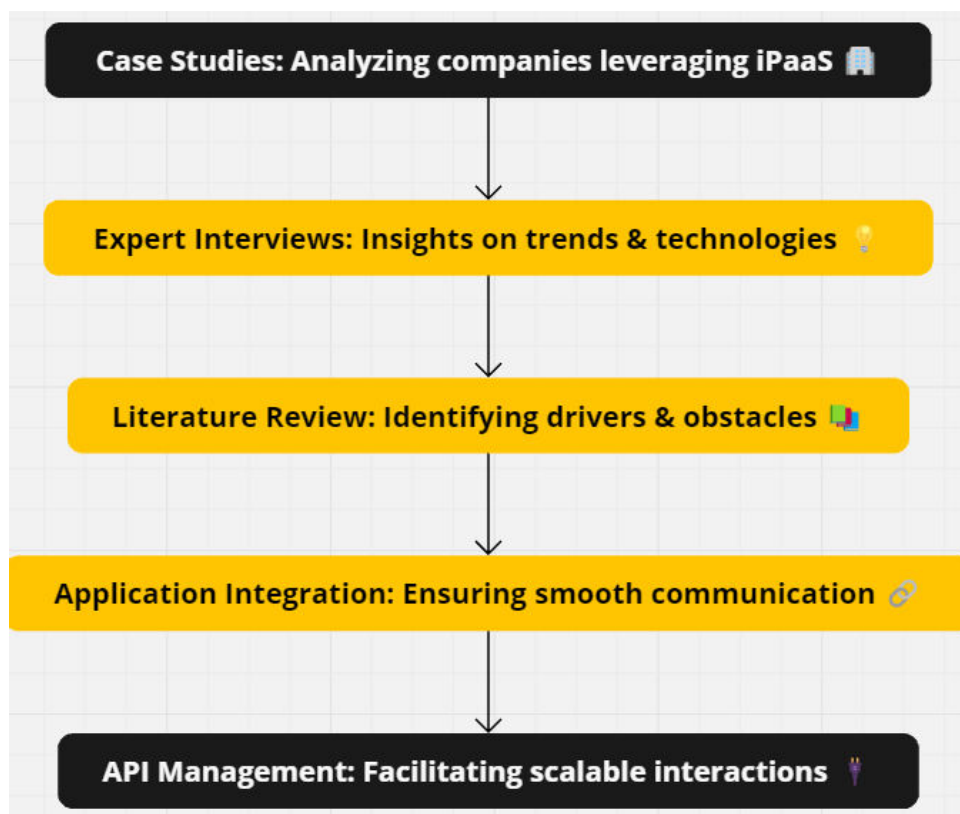 Case Studies: Analyzing companies leveraging iPaaS 🏢
Expert Interviews: Insights on trends & technologies 💡
Literature Review: Identifying drivers & obstacles 📚
Application Integration: Ensuring smooth communication 🔗
API Management: Facilitating scalable interactions 🔌